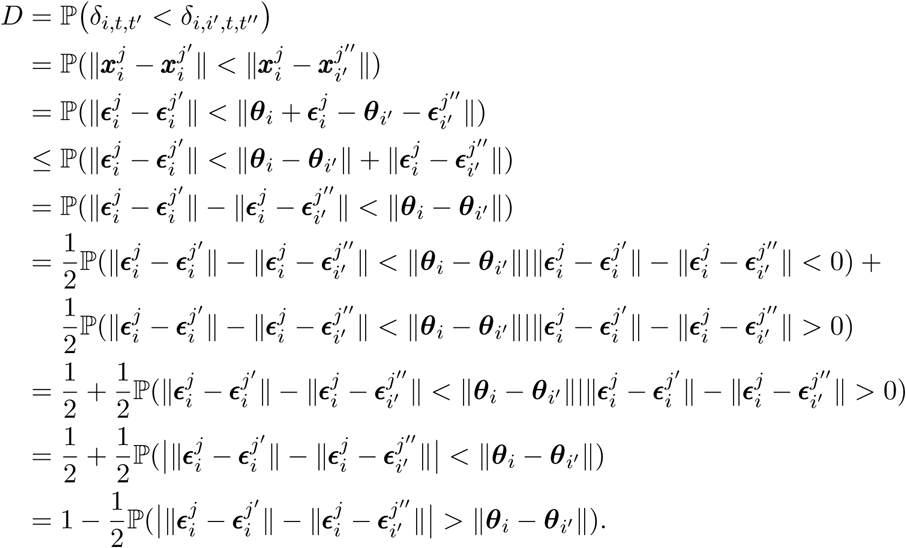 D = ℙ(δ_{i,t,t′} < δ_{i,i′,t,t″})
= ℙ(‖𝒙_i^j − 𝒙_i^{j′}‖ < ‖𝒙_i^j − 𝒙_{i′}^{j″}‖)
= ℙ(‖ϵ_i^j − ϵ_i^{j′}‖ < ‖θ_i + ϵ_i^j − θ_{i′} − ϵ_{i′}^{j″}‖)
≤ ℙ(‖ϵ_i^j − ϵ_i^{j′}‖ < ‖θ_i − θ_{i′}‖ + ‖ϵ_i^j − ϵ_{i′}^{j″}‖)
= ℙ(‖ϵ_i^j − ϵ_i^{j′}‖ − ‖ϵ_i^j − ϵ_{i′}^{j″}‖ < ‖θ_i − θ_{i′}‖)
= 1/2 ℙ(‖ϵ_i^j − ϵ_i^{j′}‖ − ‖ϵ_i^j − ϵ_{i′}^{j″}‖ < ‖θ_i − θ_{i′}‖|‖ϵ_i^j − ϵ_i^{j′}‖ − ‖ϵ_i^j − ϵ_{i′}^{j″}‖ < 0) +
1/2 ℙ(‖ϵ_i^j − ϵ_i^{j′}‖ − ‖ϵ_i^j − ϵ_{i′}^{j″}‖ < ‖θ_i − θ_{i′}‖|‖ϵ_i^j − ϵ_i^{j′}‖ − ‖ϵ_i^j − ϵ_{i′}^{j″}‖ > 0)
= 1/2 + 1/2 ℙ(‖ϵ_i^j − ϵ_i^{j′}‖ − ‖ϵ_i^j − ϵ_{i′}^{j″}‖ < ‖θ_i − θ_{i′}‖|‖ϵ_i^j − ϵ_i^{j′}‖ − ‖ϵ_i^j − ϵ_{i′}^{j″}‖ > 0)
= 1/2 + 1/2 ℙ(|‖ϵ_i^j − ϵ_i^{j′}‖ − ‖ϵ_i^j − ϵ_{i′}^{j″}‖| < ‖θ_i − θ_{i′}‖)
= 1 − 1/2 ℙ(|‖ϵ_i^j − ϵ_i^{j′}‖ − ‖ϵ_i^j − ϵ_{i′}^{j″}‖| > ‖θ_i − θ_{i′}‖).